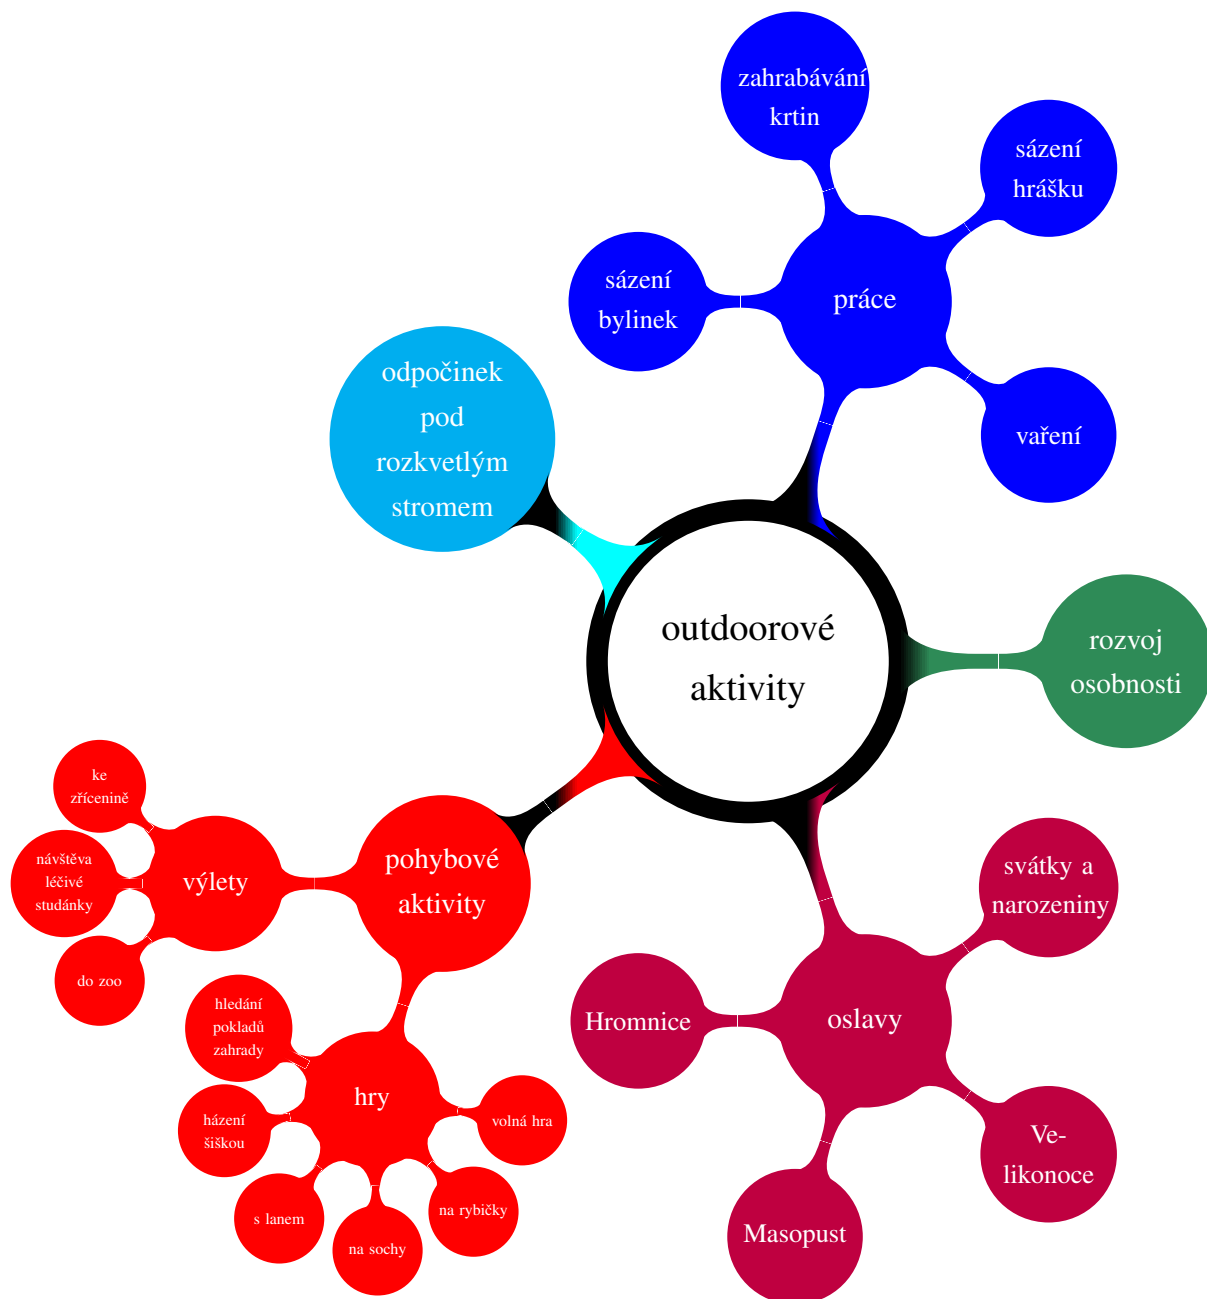 zahrabávání
krtin
sázení
hrášku
sázení
bylinek
práce
vaření
odpočinek
pod
rozkvetlým
stromem
outdoorové
aktivity
rozvoj
osobnosti
ke
zřícenině
návštěva
léčivé
studánky
do zoo
výlety
pohybové
aktivity
hledání
pokladů
zahrady
házení
šiškou
s lanem
na sochy
na rybičky
volná hra
hry
svátky a
narozeniny
Hromnice
oslavy
Ve-
likonoce
Masopust